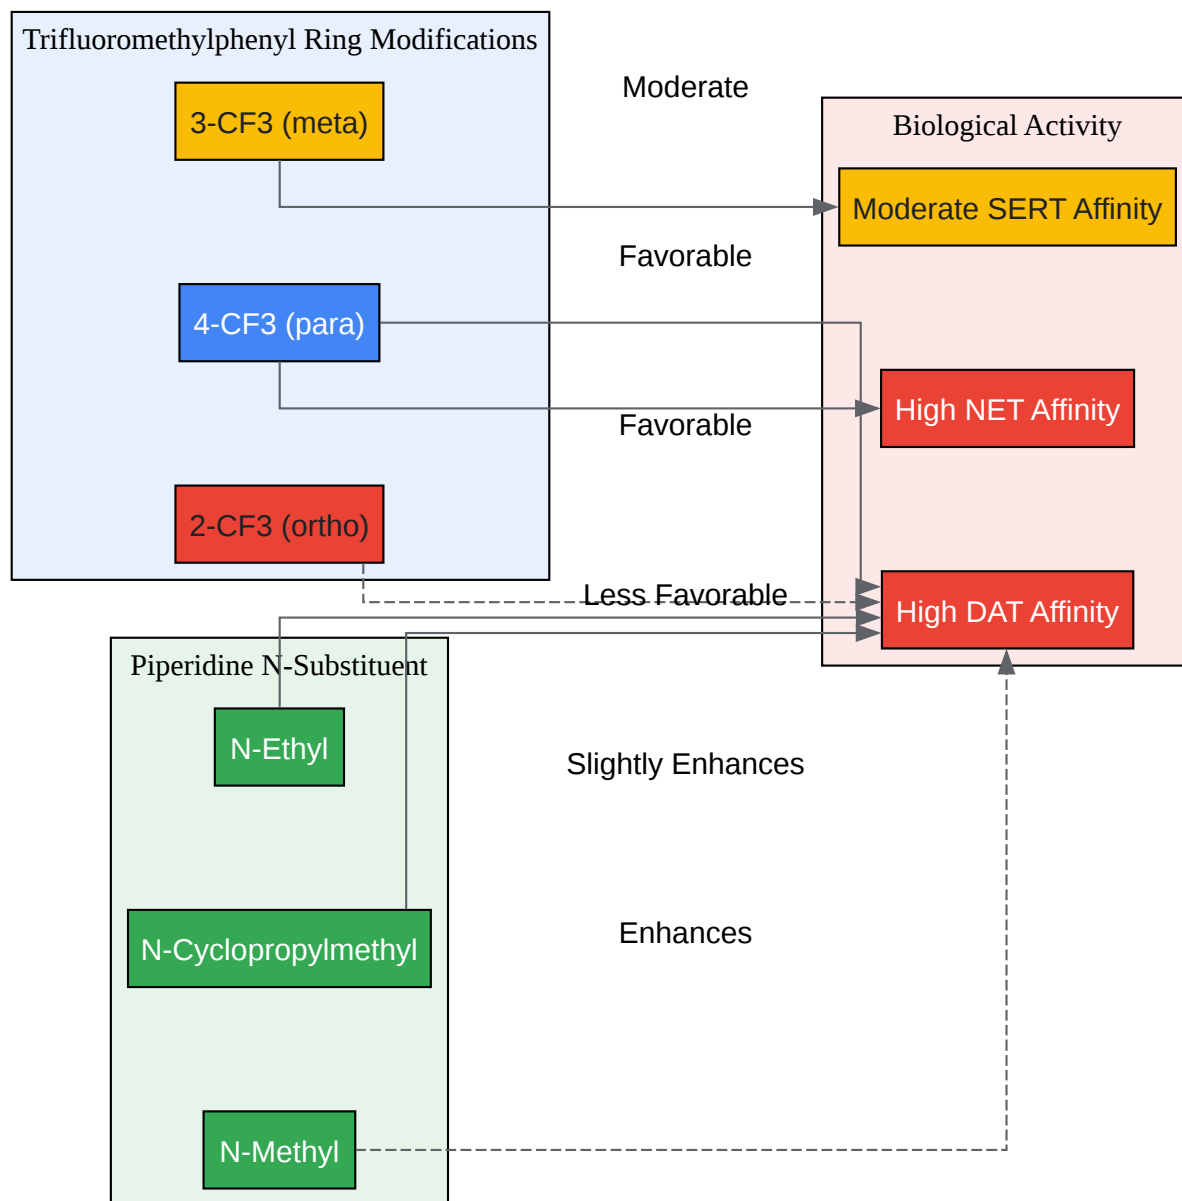 Trifluoromethylphenyl Ring Modifications
3-CF3 (meta)
4-CF3 (para)
2-CF3 (ortho)
Moderate
Favorable
Favorable
Less Favorable
Slightly Enhances
Enhances
Biological Activity
Moderate SERT Affinity
High NET Affinity
High DAT Affinity
Piperidine N-Substituent
N-Ethyl
N-Cyclopropylmethyl
N-Methyl